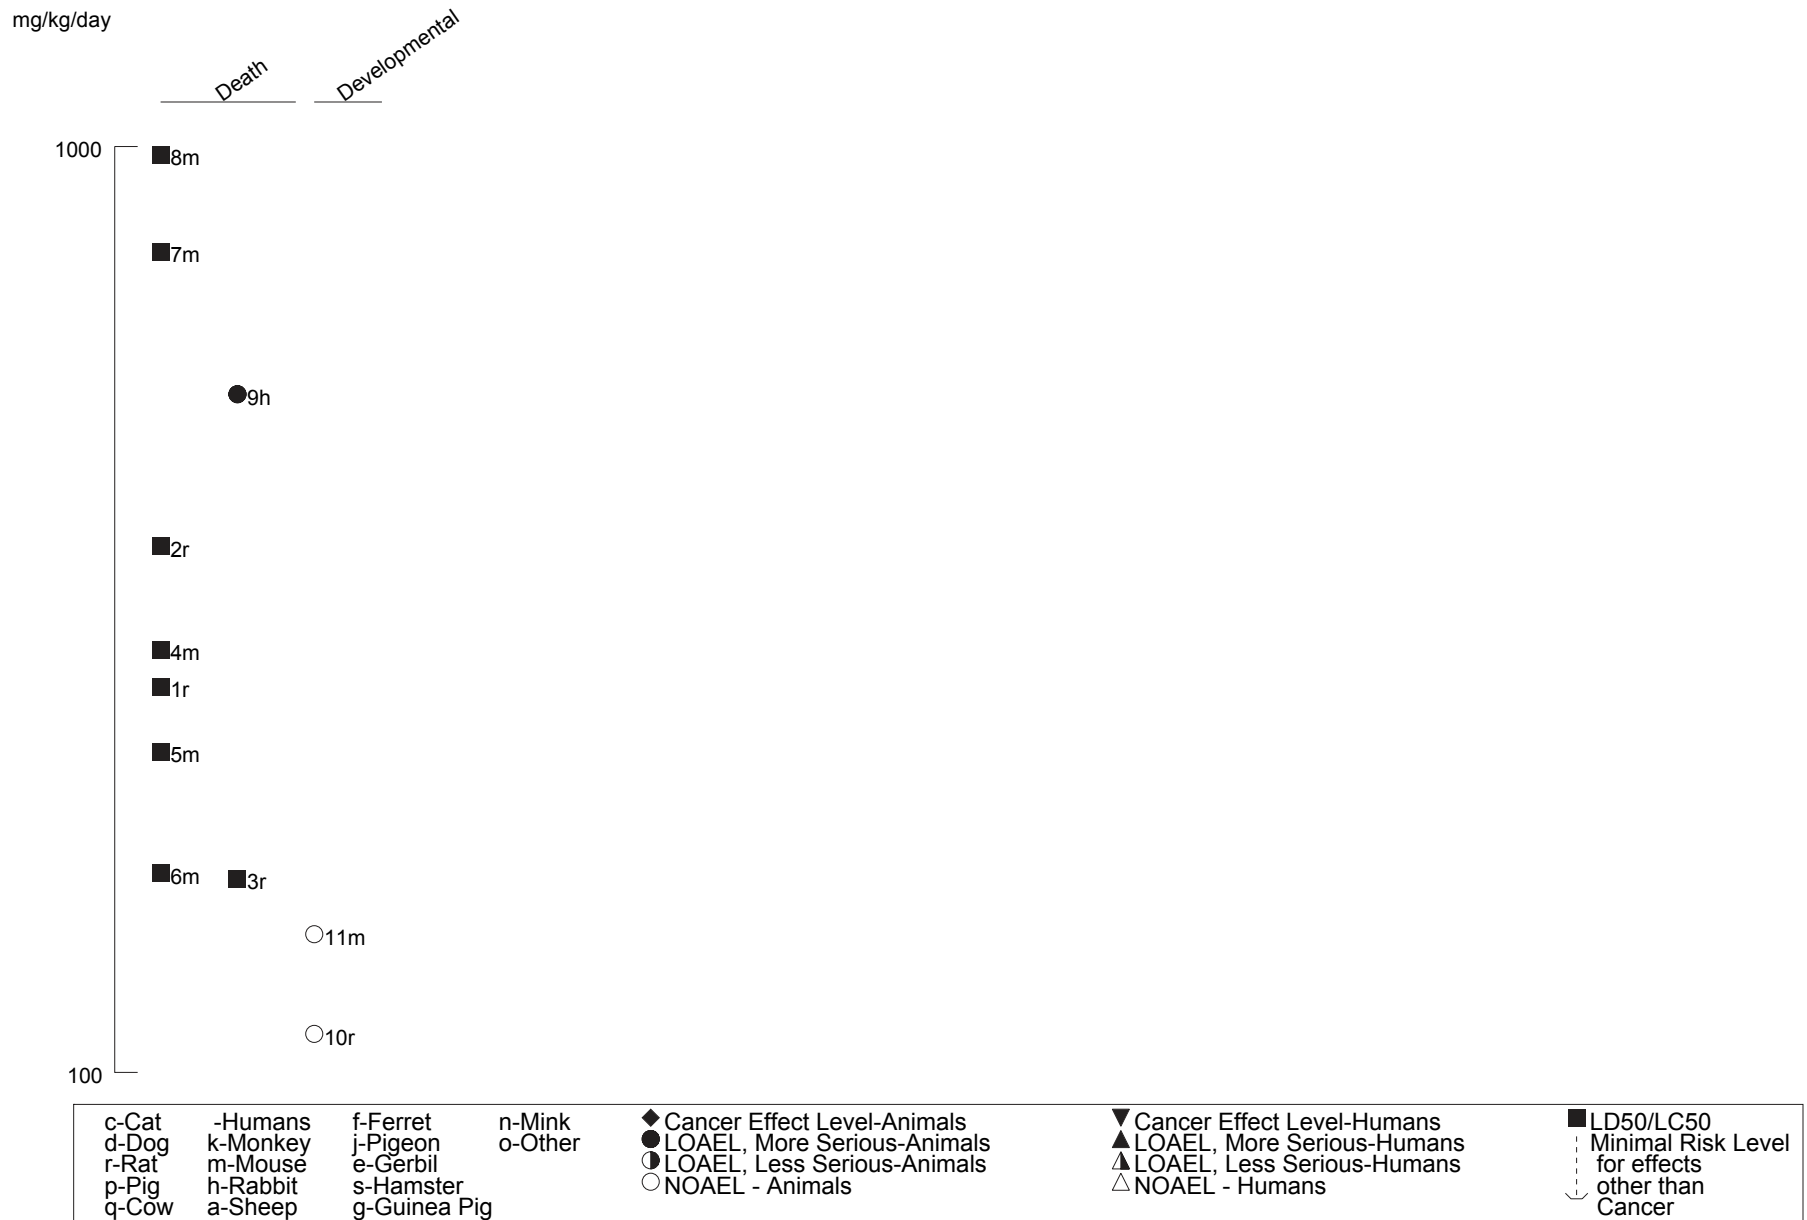 mg/kg/day
Death
Developmental
1000
8m
7m
9h
2r
4m
1r
5m
6m
3r
11m
10r
100
c-Cat -Humans f-Ferret n-Mink
d-Dog k-Monkey j-Pigeon o-Other
r-Rat m-Mouse e-Gerbil
p-Pig h-Rabbit s-Hamster
q-Cow a-Sheep g-Guinea Pig
Cancer Effect Level-Animals
LOAEL, More Serious-Animals
LOAEL, Less Serious-Animals
NOAEL - Animals
Cancer Effect Level-Humans
LOAEL, More Serious-Humans
LOAEL, Less Serious-Humans
NOAEL - Humans
LD50/LC50
Minimal Risk Level
for effects
other than
Cancer